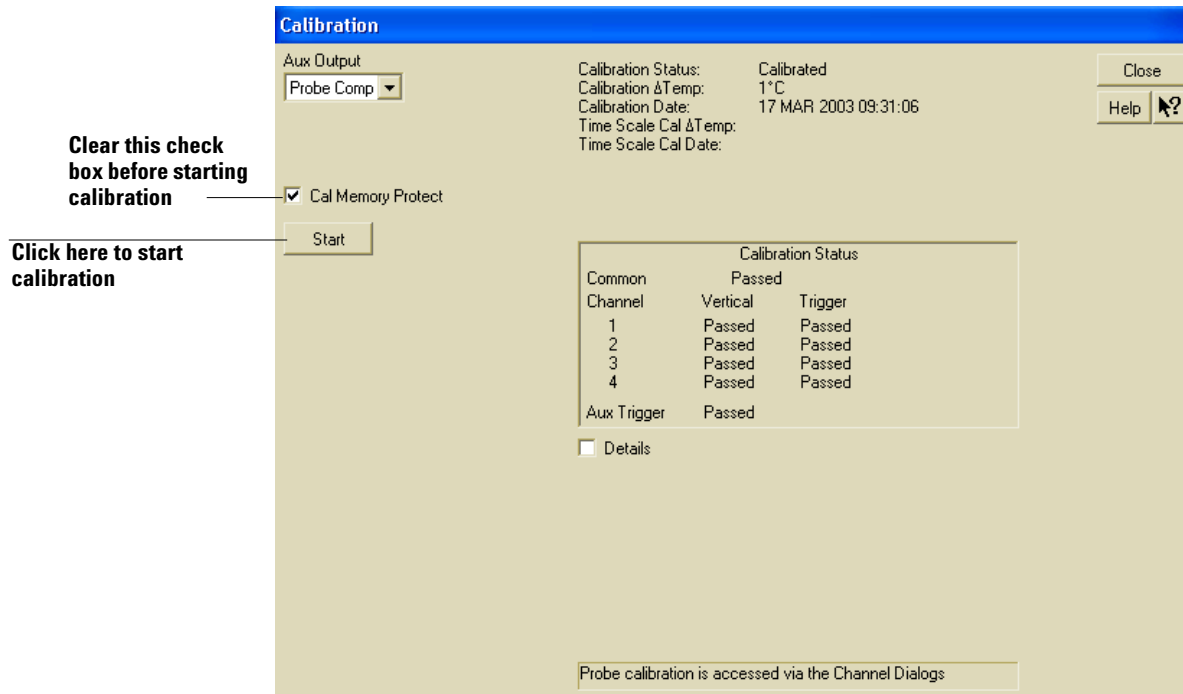 Calibration
Aux Output
Probe Comp
Calibration Status: Calibrated
Calibration ΔTemp: 1°C
Calibration Date: 17 MAR 2003 09:31:06
Time Scale Cal ΔTemp:
Time Scale Cal Date:
Close
Help ?
Clear this check
box before starting
calibration
Cal Memory Protect
Start
Click here to start
calibration
Calibration Status
Common Passed
Channel Vertical Trigger
1 Passed Passed
2 Passed Passed
3 Passed Passed
4 Passed Passed
Aux Trigger Passed
Details
Probe calibration is accessed via the Channel Dialogs